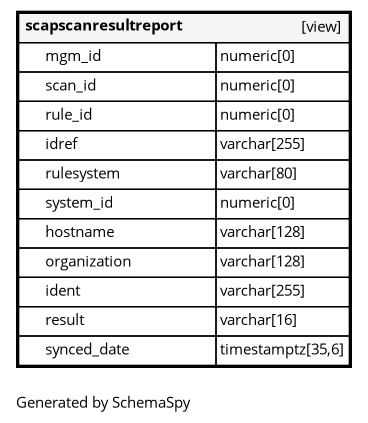 scapscanresultreport [view]
mgm_id numeric[0]
scan_id numeric[0]
rule_id numeric[0]
idref varchar[255]
rulesystem varchar[80]
system_id numeric[0]
hostname varchar[128]
organization varchar[128]
ident varchar[255]
result varchar[16]
synced_date timestamptz[35,6]
Generated by SchemaSpy